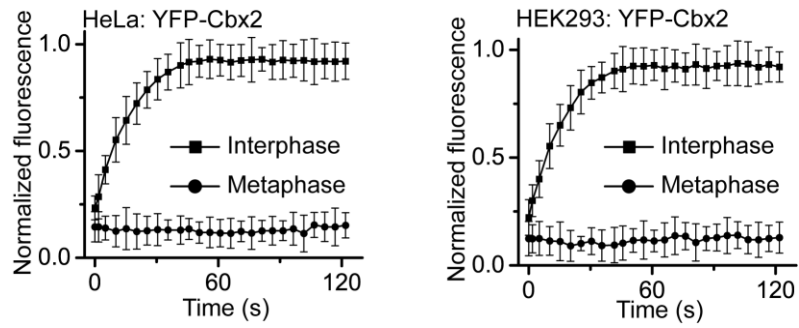 HeLa: YFP-Cbx2
Normalized fluorescence
1.0
0.5
0.0
Interphase
Metaphase
0
60
120
Time (s)
HEK293: YFP-Cbx2
Normalized fluorescence
1.0
0.5
0.0
Interphase
Metaphase
0
60
120
Time (s)